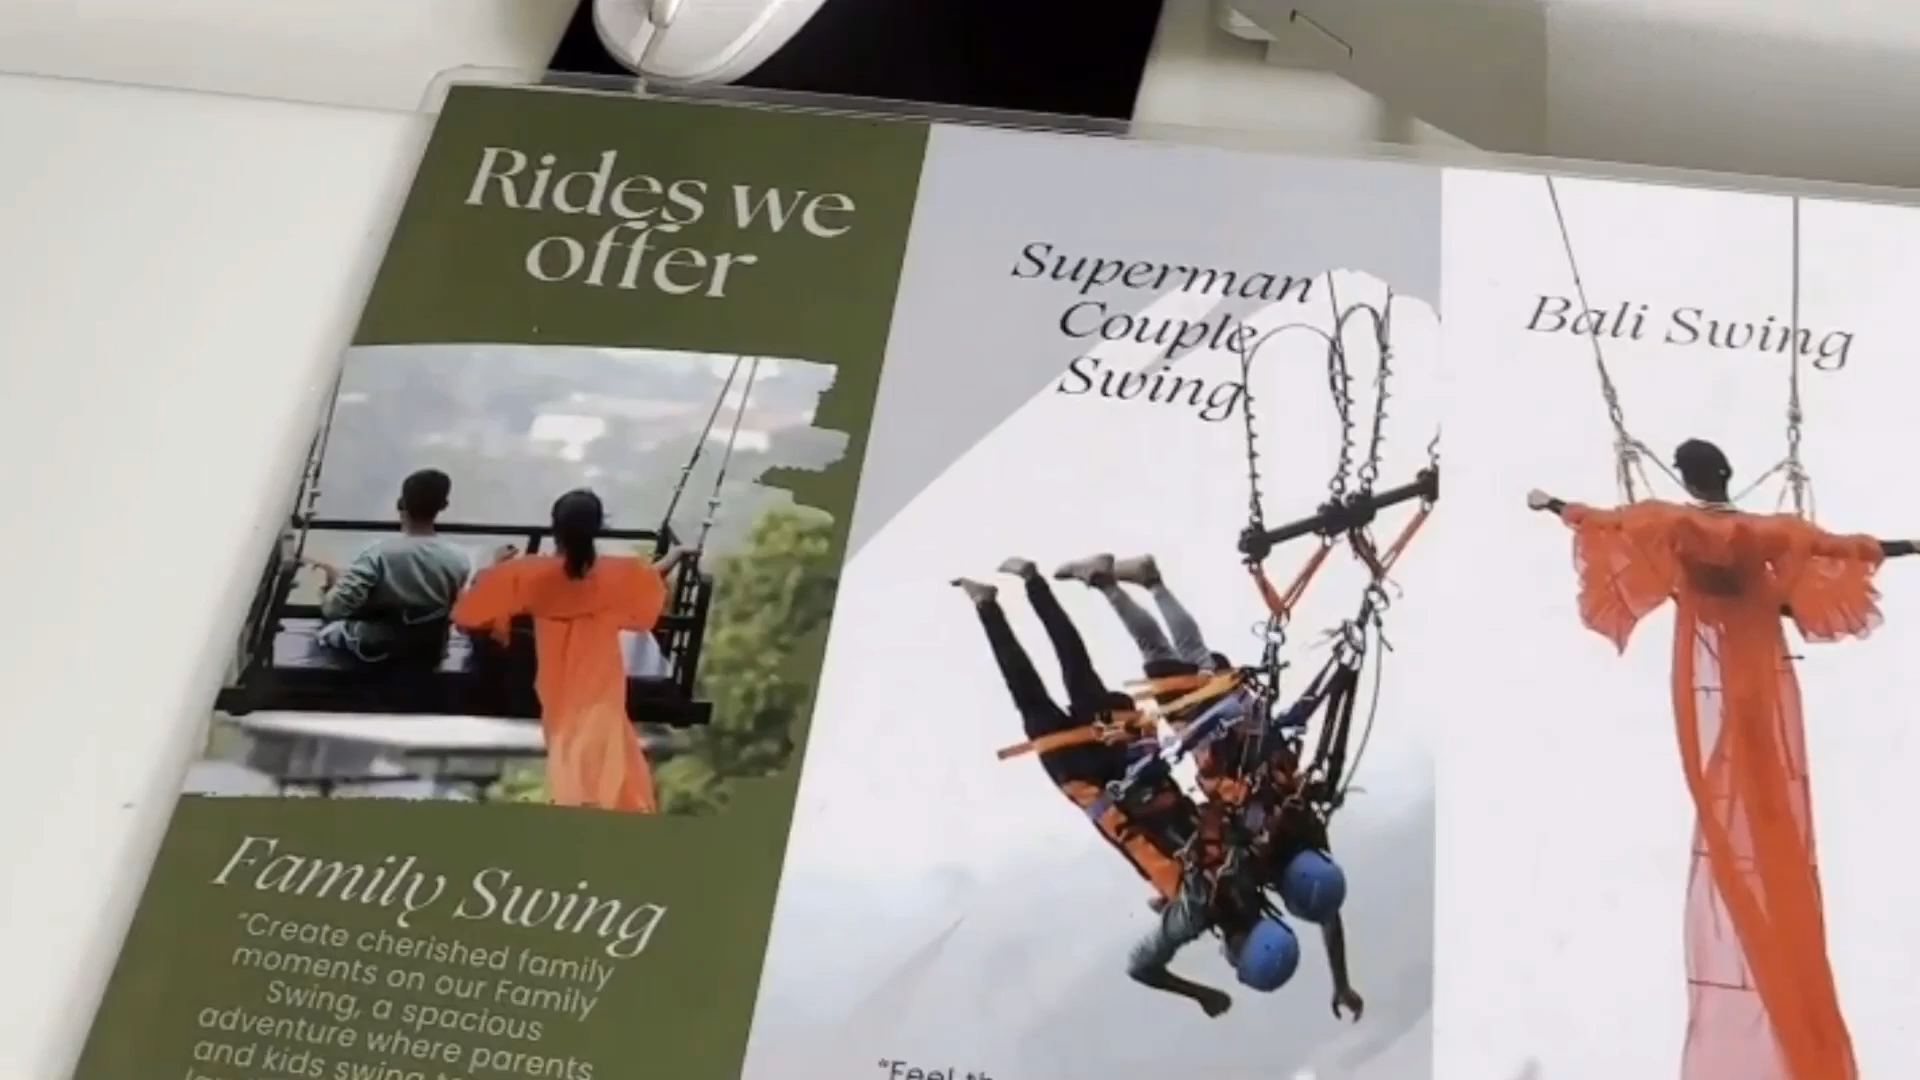 Rides we
offer
Family Swing
"Create cherished family
moments on our Family
Swing, a spacious
adventure where parents
and kids swing
Superman
Couple
Swing
"Feel
Bali Swing